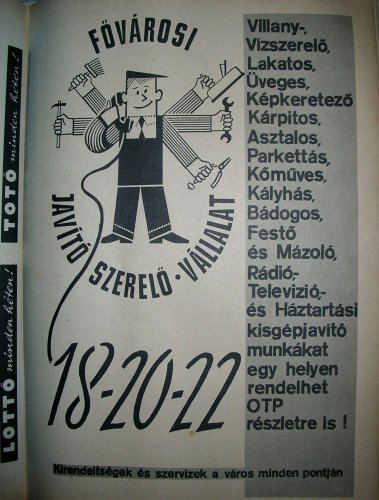 TOTO minden héten!
LOTTO minden héten!
FŐVÁROSI
JAVÍTÓ SZERELŐ · VÁLLALAT
18-20-22
Villany-,
Vizszerelő,
Lakatos,
Üveges,
Képkeretező
Kárpitos,
Asztalos,
Parkettás,
Kőműves,
Kályhás,
Bádogos,
Festő
és Mázoló,
Rádió,-
Televizió,-
és Háztartási
kisgépjavító
munkákat
egy helyen
rendelhet
OTP
részletre is !
Kirendeltségek és szervizek a város minden pontján